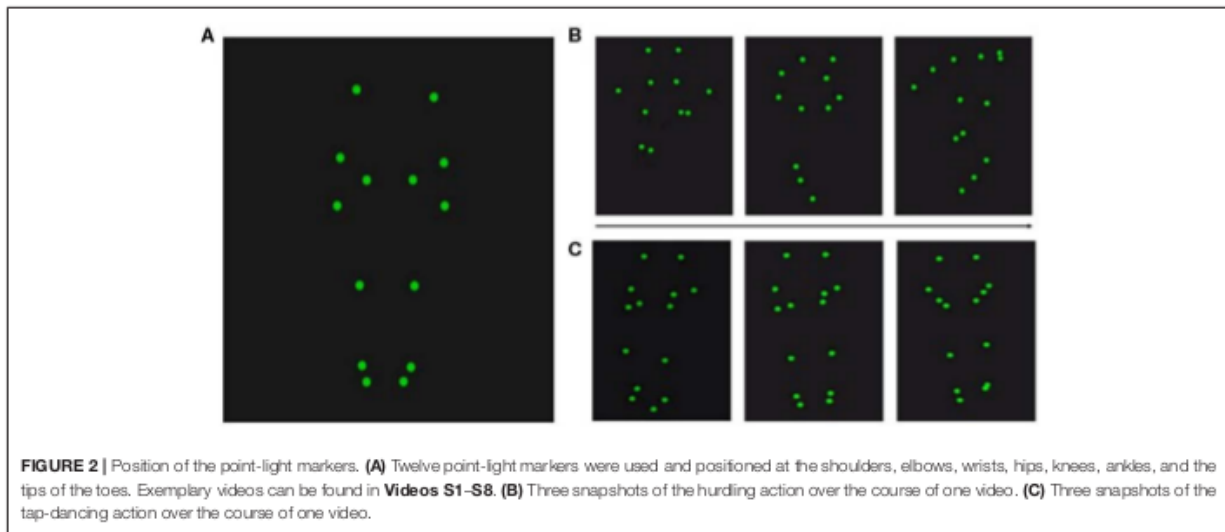 A
B
C
FIGURE 2 | Position of the point-light markers. (A) Twelve point-light markers were used and positioned at the shoulders, elbows, wrists, hips, knees, ankles, and the
tips of the toes. Exemplary videos can be found in Videos S1–S8. (B) Three snapshots of the hurdling action over the course of one video. (C) Three snapshots of the
tap-dancing action over the course of one video.